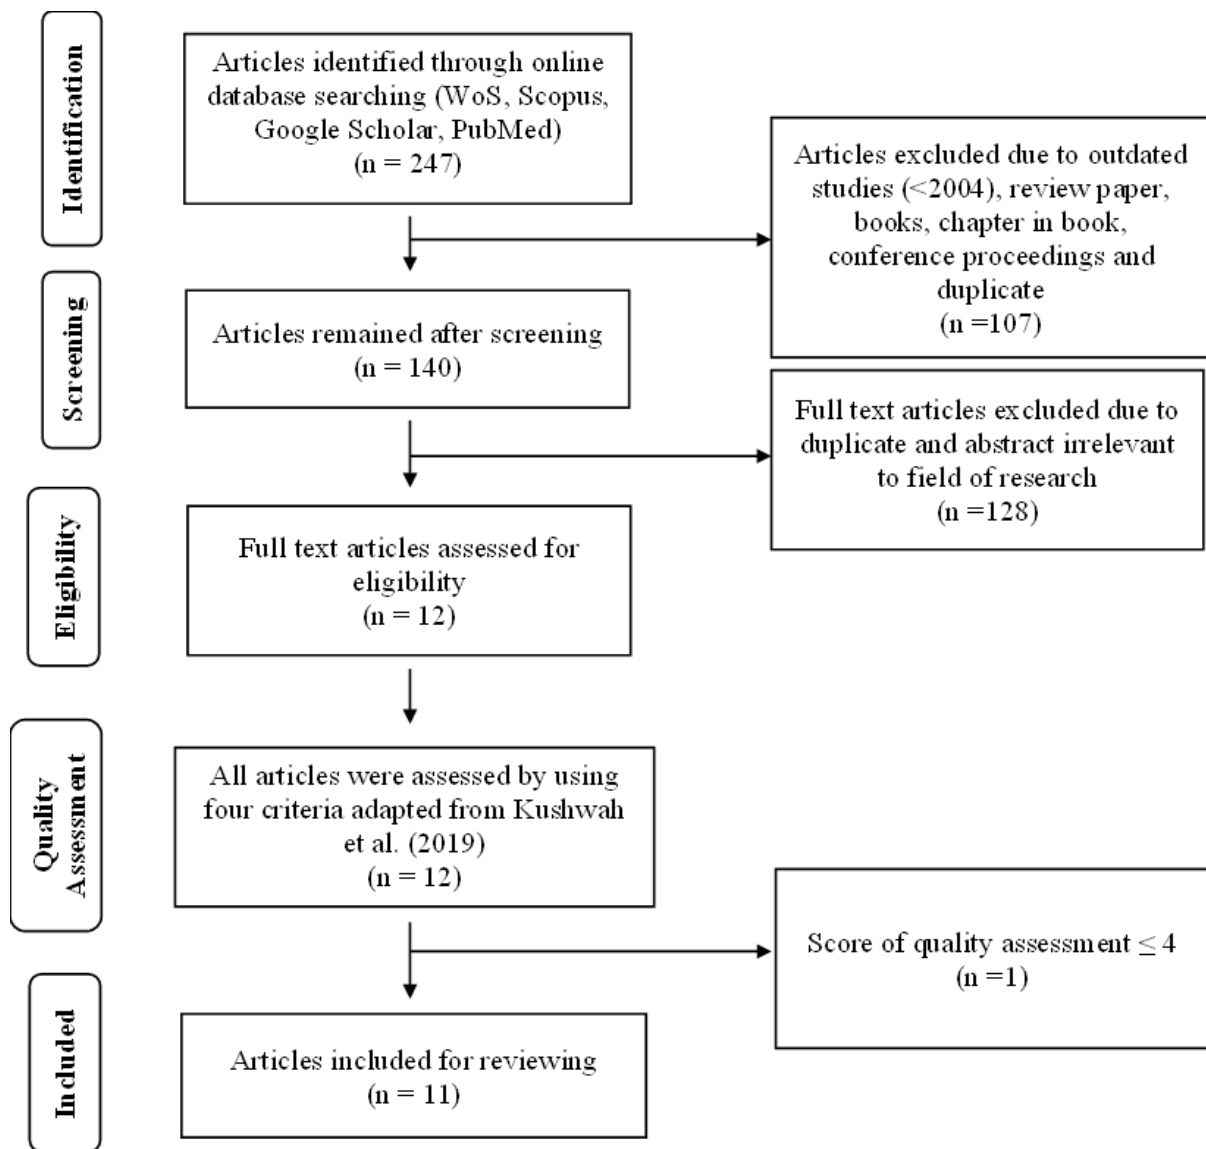 Identification
Articles identified through online
database searching (WoS, Scopus,
Google Scholar, PubMed)
(n = 247)
Articles excluded due to outdated
studies (<2004), review paper,
books, chapter in book,
conference proceedings and
duplicate
(n =107)
Screening
Articles remained after screening
(n = 140)
Full text articles excluded due to
duplicate and abstract irrelevant
to field of research
(n =128)
Eligibility
Full text articles assessed for
eligibility
(n = 12)
Quality
Assessment
All articles were assessed by using
four criteria adapted from Kushwah
et al. (2019)
(n = 12)
Score of quality assessment ≤ 4
(n =1)
Included
Articles included for reviewing
(n = 11)